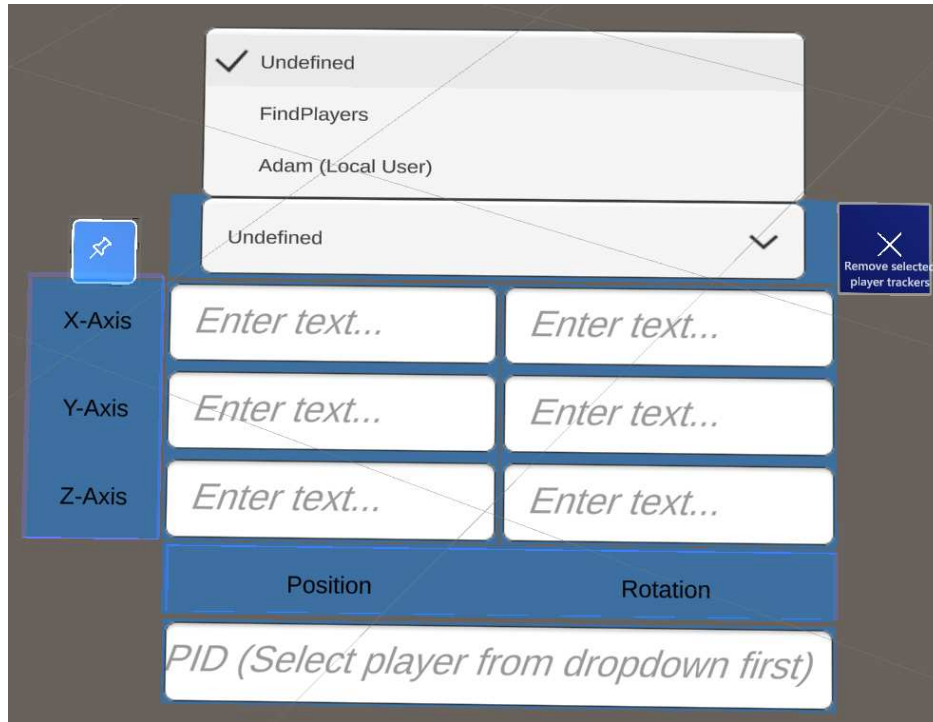 Undefined
FindPlayers
Adam (Local User)
Undefined
Remove selected
player trackers
X-Axis
Enter text...
Enter text...
Y-Axis
Enter text...
Enter text...
Z-Axis
Enter text...
Enter text...
Position
Rotation
PID (Select player from dropdown first)